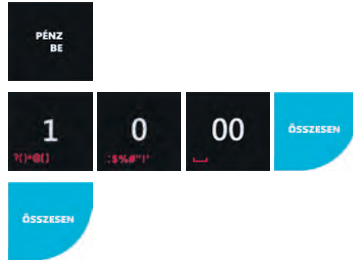 PÉNZ
BE
1 0 00 ÖSSZESEN
?()*@[] :$%#"!'
ÖSSZESEN